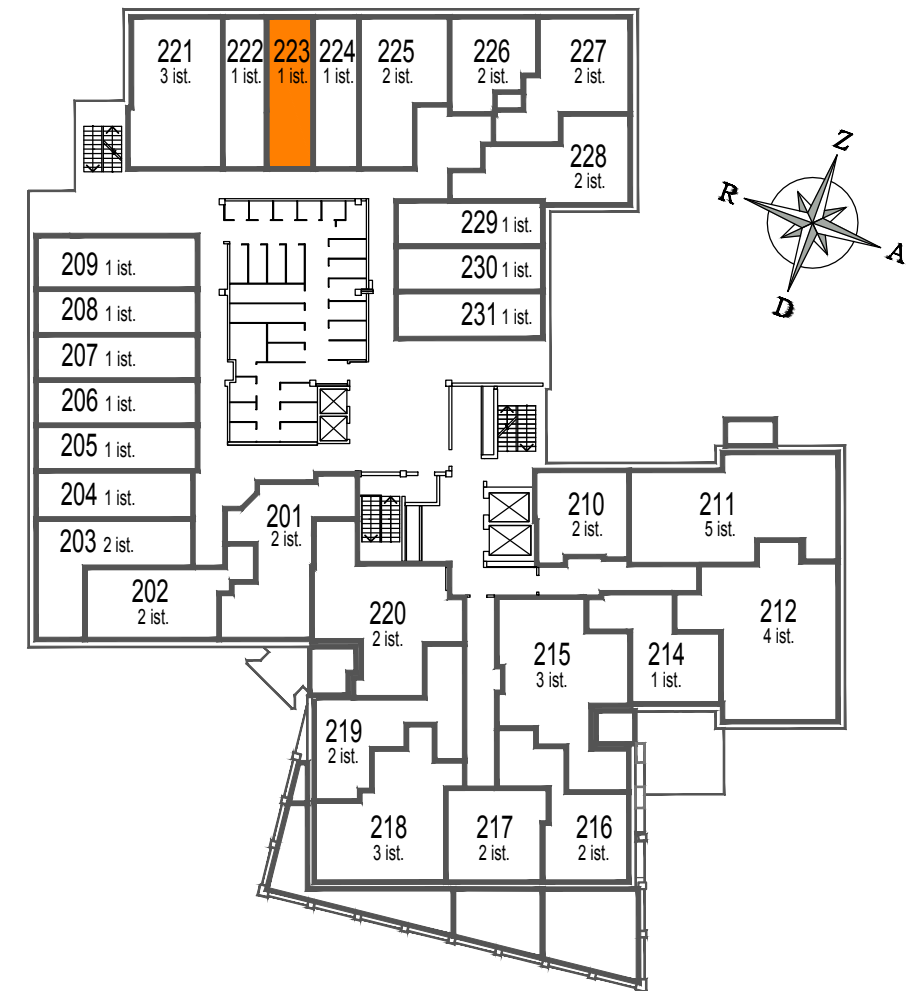 221
3 ist.
222
1 ist.
223
1 ist.
224
1 ist.
225
2 ist.
226
2 ist.
227
2 ist.
228
2 ist.
Z
R
A
D
229 1 ist.
230 1 ist.
231 1 ist.
209 1 ist.
208 1 ist.
207 1 ist.
206 1 ist.
205 1 ist.
204 1 ist.
203 2 ist.
202
2 ist.
201
2 ist.
210
2 ist.
211
5 ist.
212
4 ist.
220
2 ist.
215
3 ist.
214
1 ist.
219
2 ist.
218
3 ist.
217
2 ist.
216
2 ist.